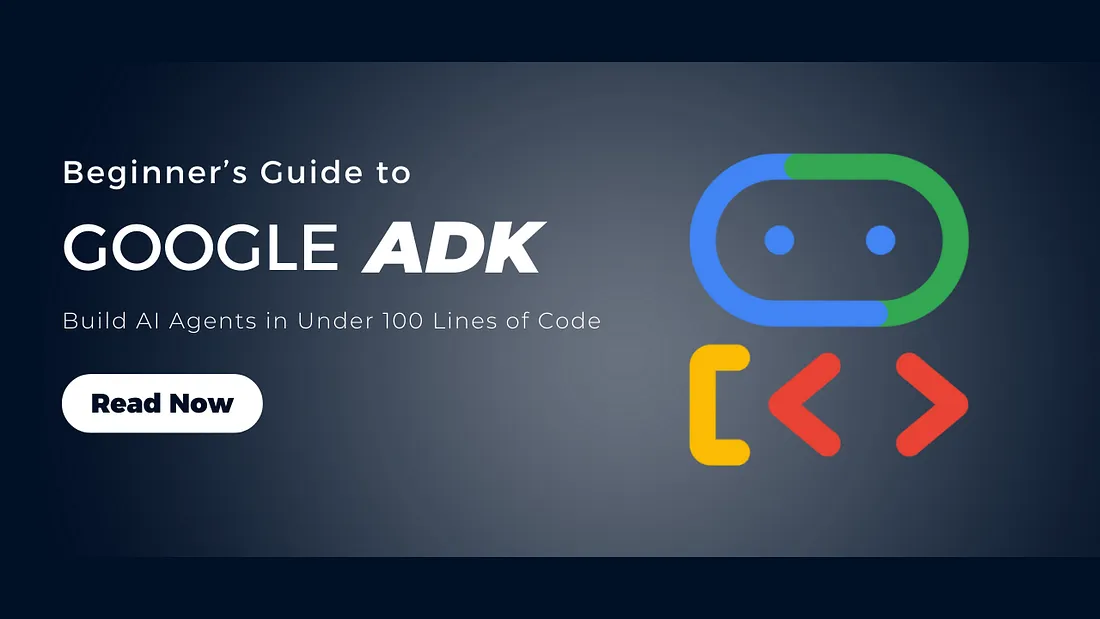 Beginner’s Guide to
GOOGLE ADK
Build AI Agents in Under 100 Lines of Code
Read Now